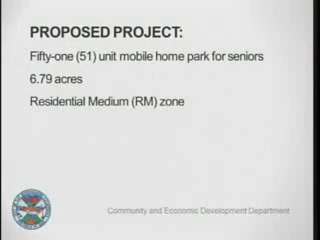 PROPOSED PROJECT:
Fifty-one (51) unit mobile home park for seniors
6.79 acres
Residential Medium (RM) zone
Community and Economic Development Department